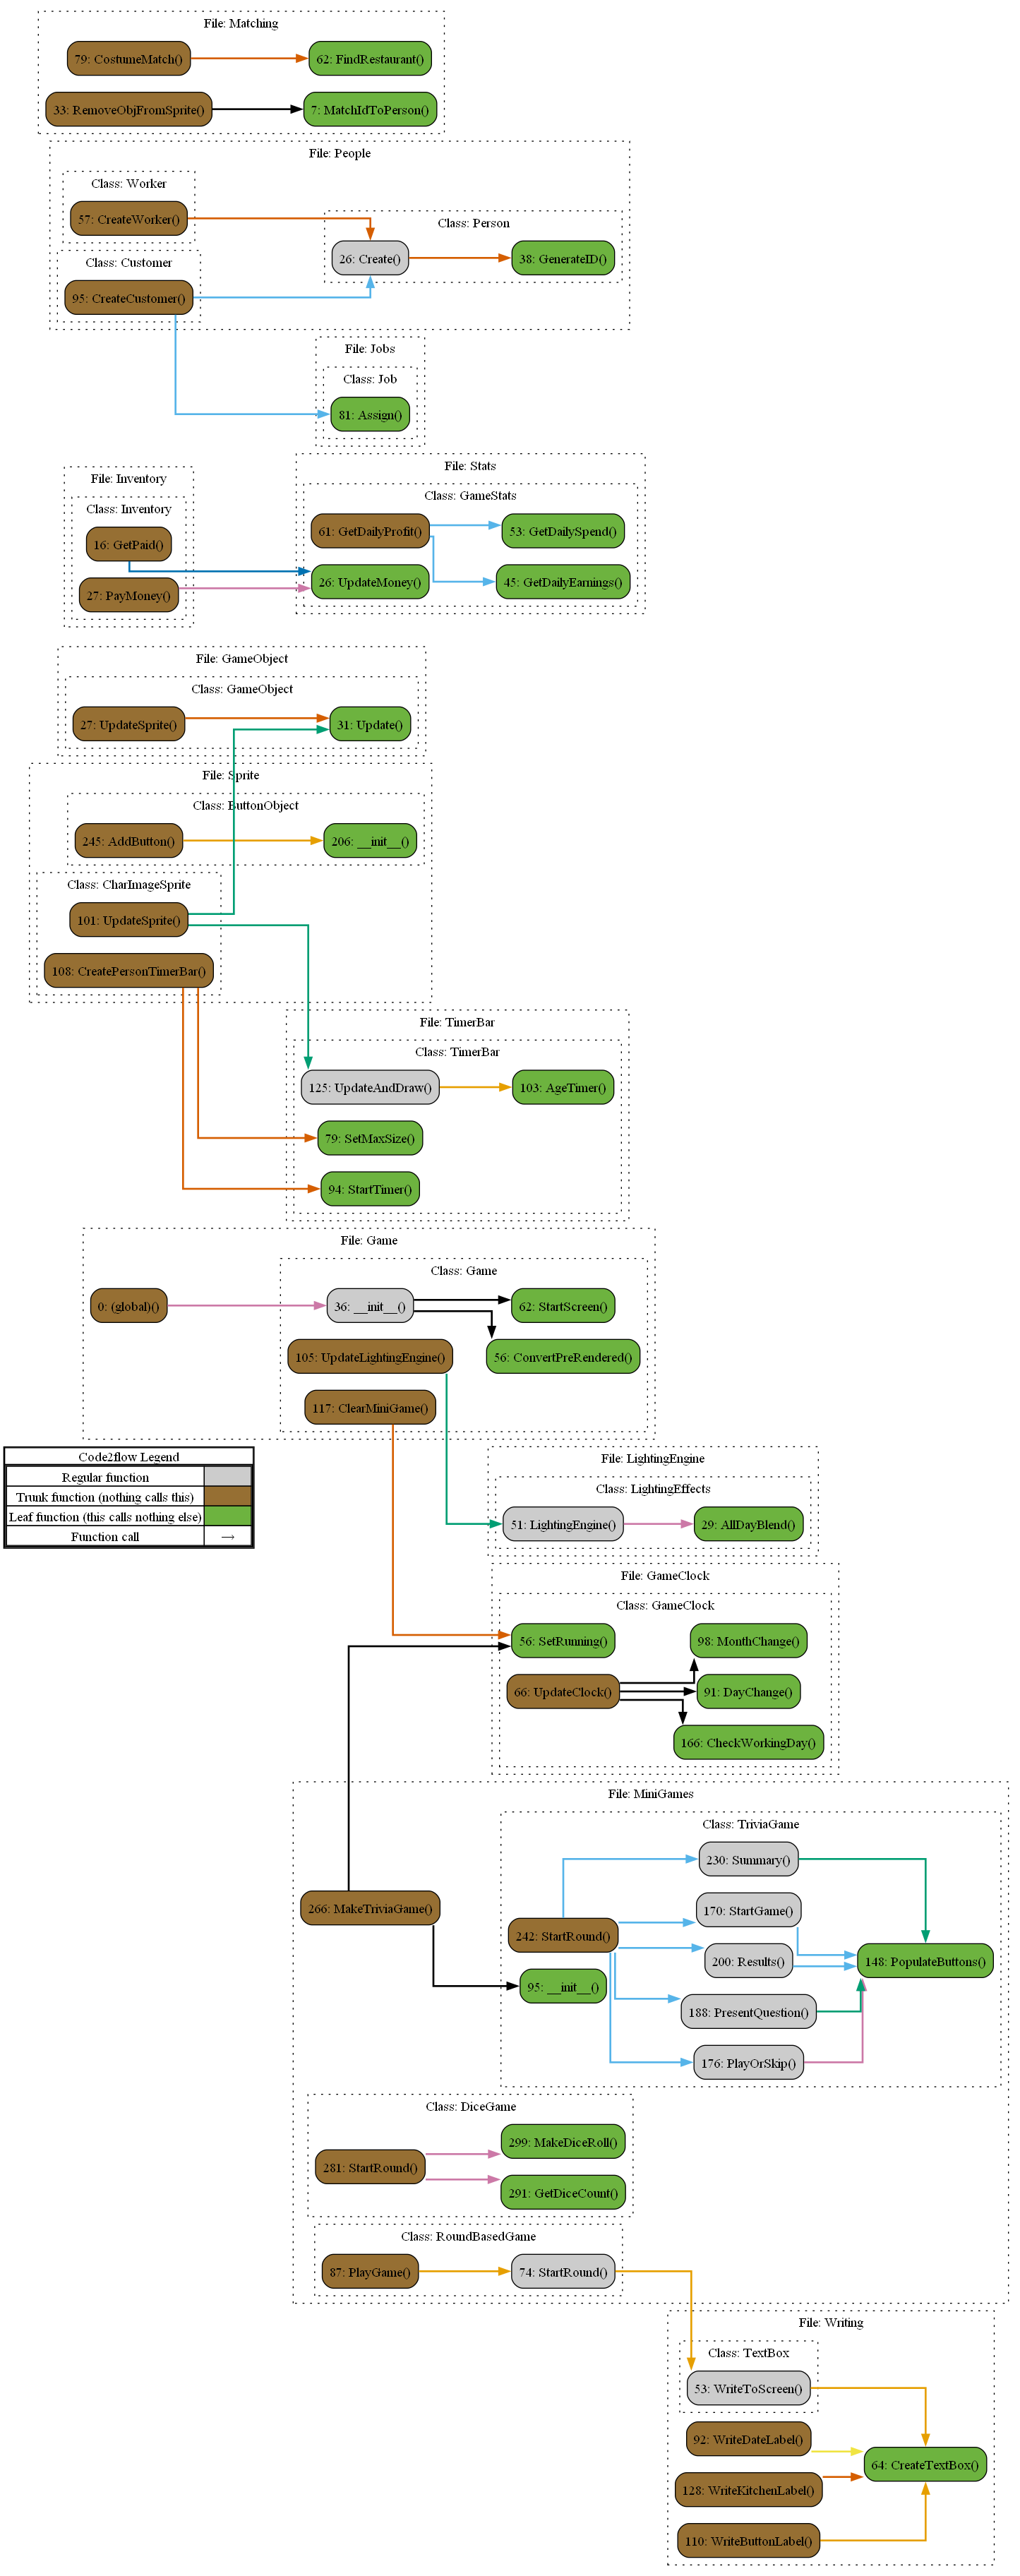 File: Matching
79: CostumeMatch()
62: FindRestaurant()
33: RemoveObjFromSprite()
7: MatchIdToPerson()
File: People
Class: Worker
57: CreateWorker()
Class: Person
26: Create()
38: GenerateID()
Class: Customer
95: CreateCustomer()
File: Jobs
Class: Job
81: Assign()
File: Inventory
Class: Inventory
16: GetPaid()
27: PayMoney()
File: Stats
Class: GameStats
61: GetDailyProfit()
53: GetDailySpend()
26: UpdateMoney()
45: GetDailyEarnings()
File: GameObject
Class: GameObject
27: UpdateSprite()
31: Update()
File: Sprite
Class: ButtonObject
245: AddButton()
206: __init__()
Class: CharImageSprite
101: UpdateSprite()
108: CreatePersonTimerBar()
File: TimerBar
Class: TimerBar
125: UpdateAndDraw()
103: AgeTimer()
79: SetMaxSize()
94: StartTimer()
File: Game
Class: Game
0: (global)()
36: __init__()
62: StartScreen()
105: UpdateLightingEngine()
56: ConvertPreRendered()
117: ClearMiniGame()
Code2flow Legend
Regular function
Trunk function (nothing calls this)
Leaf function (this calls nothing else)
Function call →
File: LightingEngine
Class: LightingEffects
51: LightingEngine()
29: AllDayBlend()
File: GameClock
Class: GameClock
56: SetRunning()
98: MonthChange()
66: UpdateClock()
91: DayChange()
166: CheckWorkingDay()
File: MiniGames
Class: TriviaGame
230: Summary()
266: MakeTriviaGame()
170: StartGame()
242: StartRound()
200: Results()
148: PopulateButtons()
95: __init__()
188: PresentQuestion()
176: PlayOrSkip()
Class: DiceGame
299: MakeDiceRoll()
281: StartRound()
291: GetDiceCount()
Class: RoundBasedGame
87: PlayGame()
74: StartRound()
File: Writing
Class: TextBox
53: WriteToScreen()
92: WriteDateLabel()
64: CreateTextBox()
128: WriteKitchenLabel()
110: WriteButtonLabel()